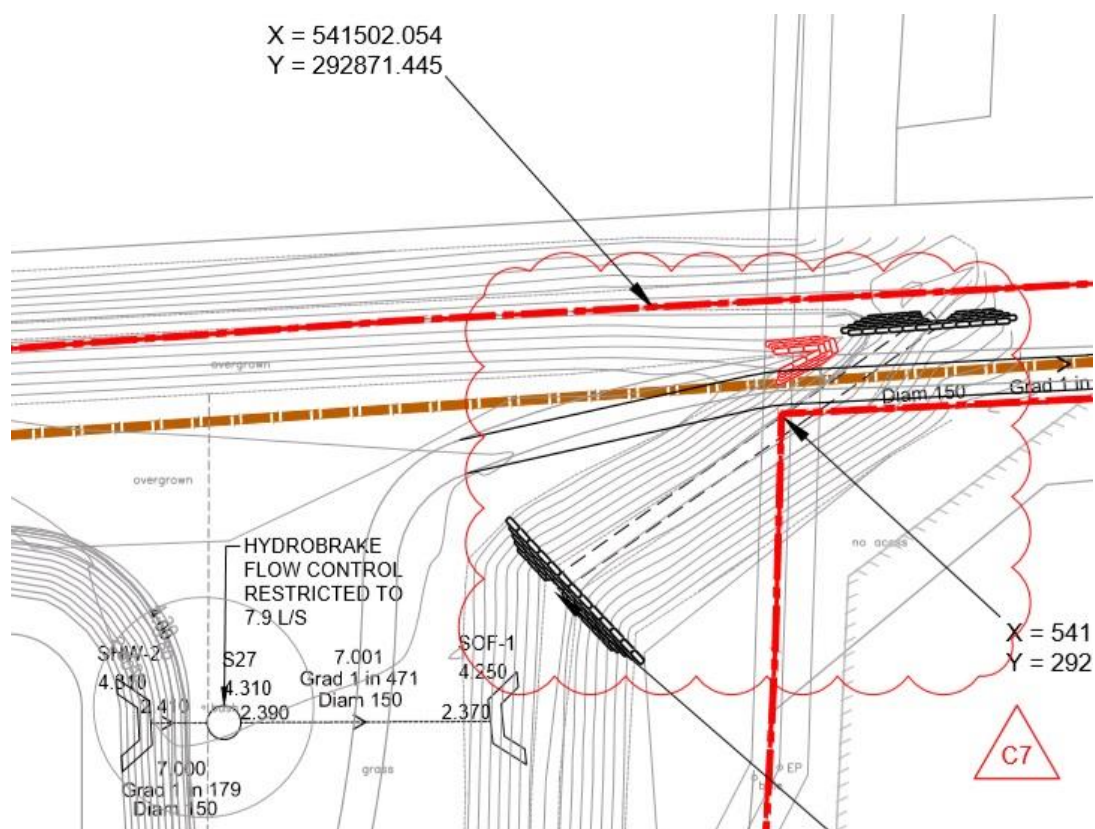 X = 541502.054
Y = 292871.445
overgrown
Diam 150
Grad 1 in
overgrown
no access
HYDROBRAKE
FLOW CONTROL
RESTRICTED TO
7.9 L/S
X = 541
Y = 292
SHW-2
4.310
S27
4.310
7.001
Grad 1 in 471
Diam 150
SOF-1
4.250
2.410
2.390
2.370
C7
grass
EP
7.000
Grad 1 in 179
Diam 150